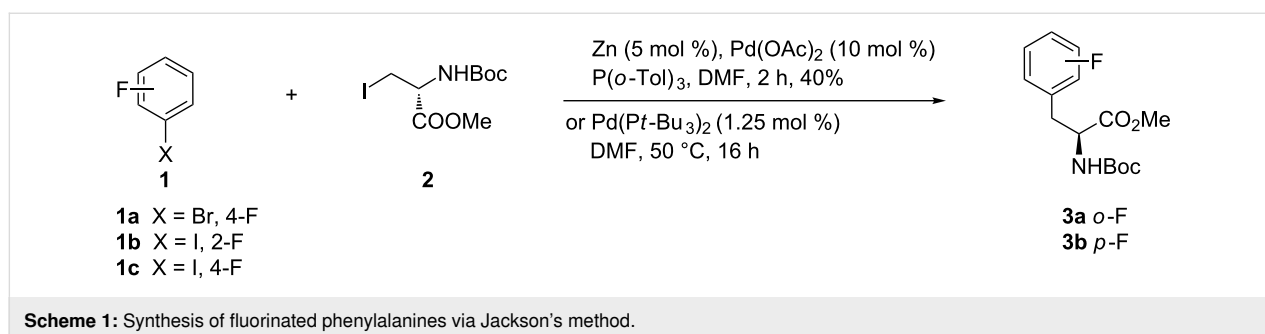 F
X
1
1a X = Br, 4-F
1b X = I, 2-F
1c X = I, 4-F
+
I
NHBoc
COOMe
2
Zn (5 mol %), Pd(OAc)2 (10 mol %)
P(o-Tol)3, DMF, 2 h, 40%
or Pd(Pt-Bu3)2 (1.25 mol %)
DMF, 50 °C, 16 h
F
CO2Me
NHBoc
3a o-F
3b p-F
Scheme 1: Synthesis of fluorinated phenylalanines via Jackson's method.